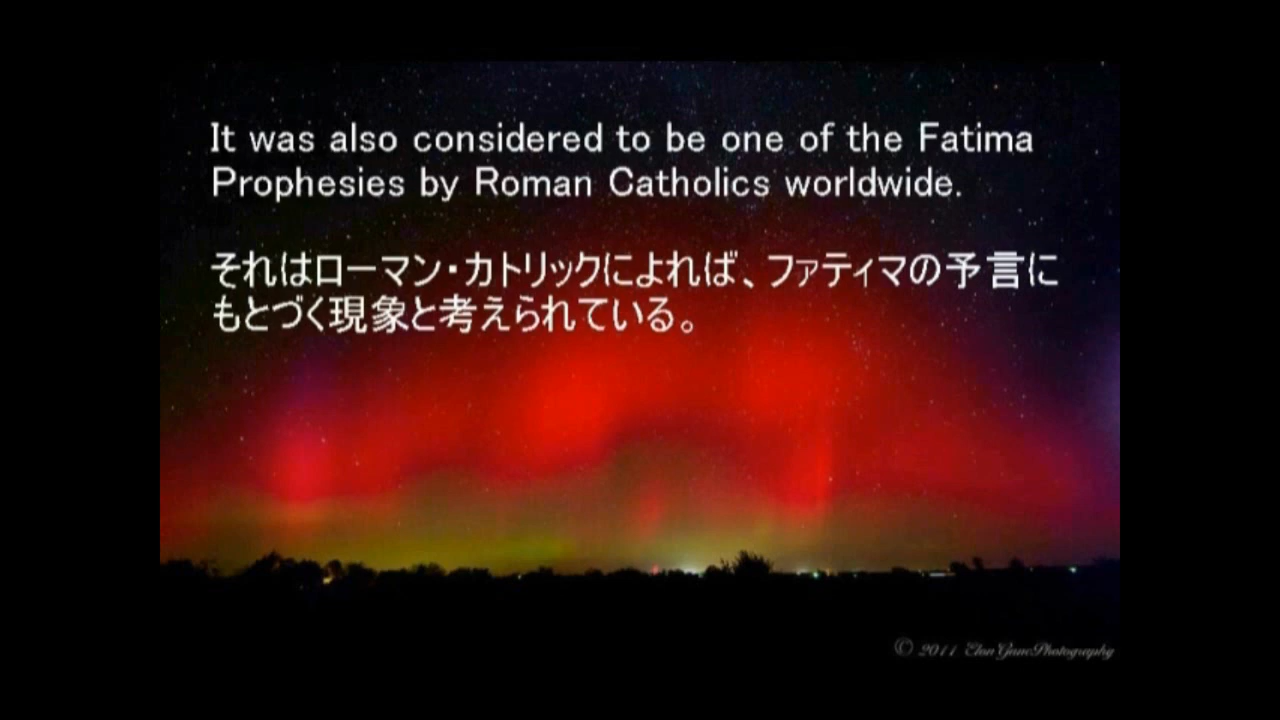 It was also considered to be one of the Fatima
Prophesies by Roman Catholics worldwide.
それはローマン・カトリックによれば、ファティマの予言に
もとづく現象と考えられている。
© 2011